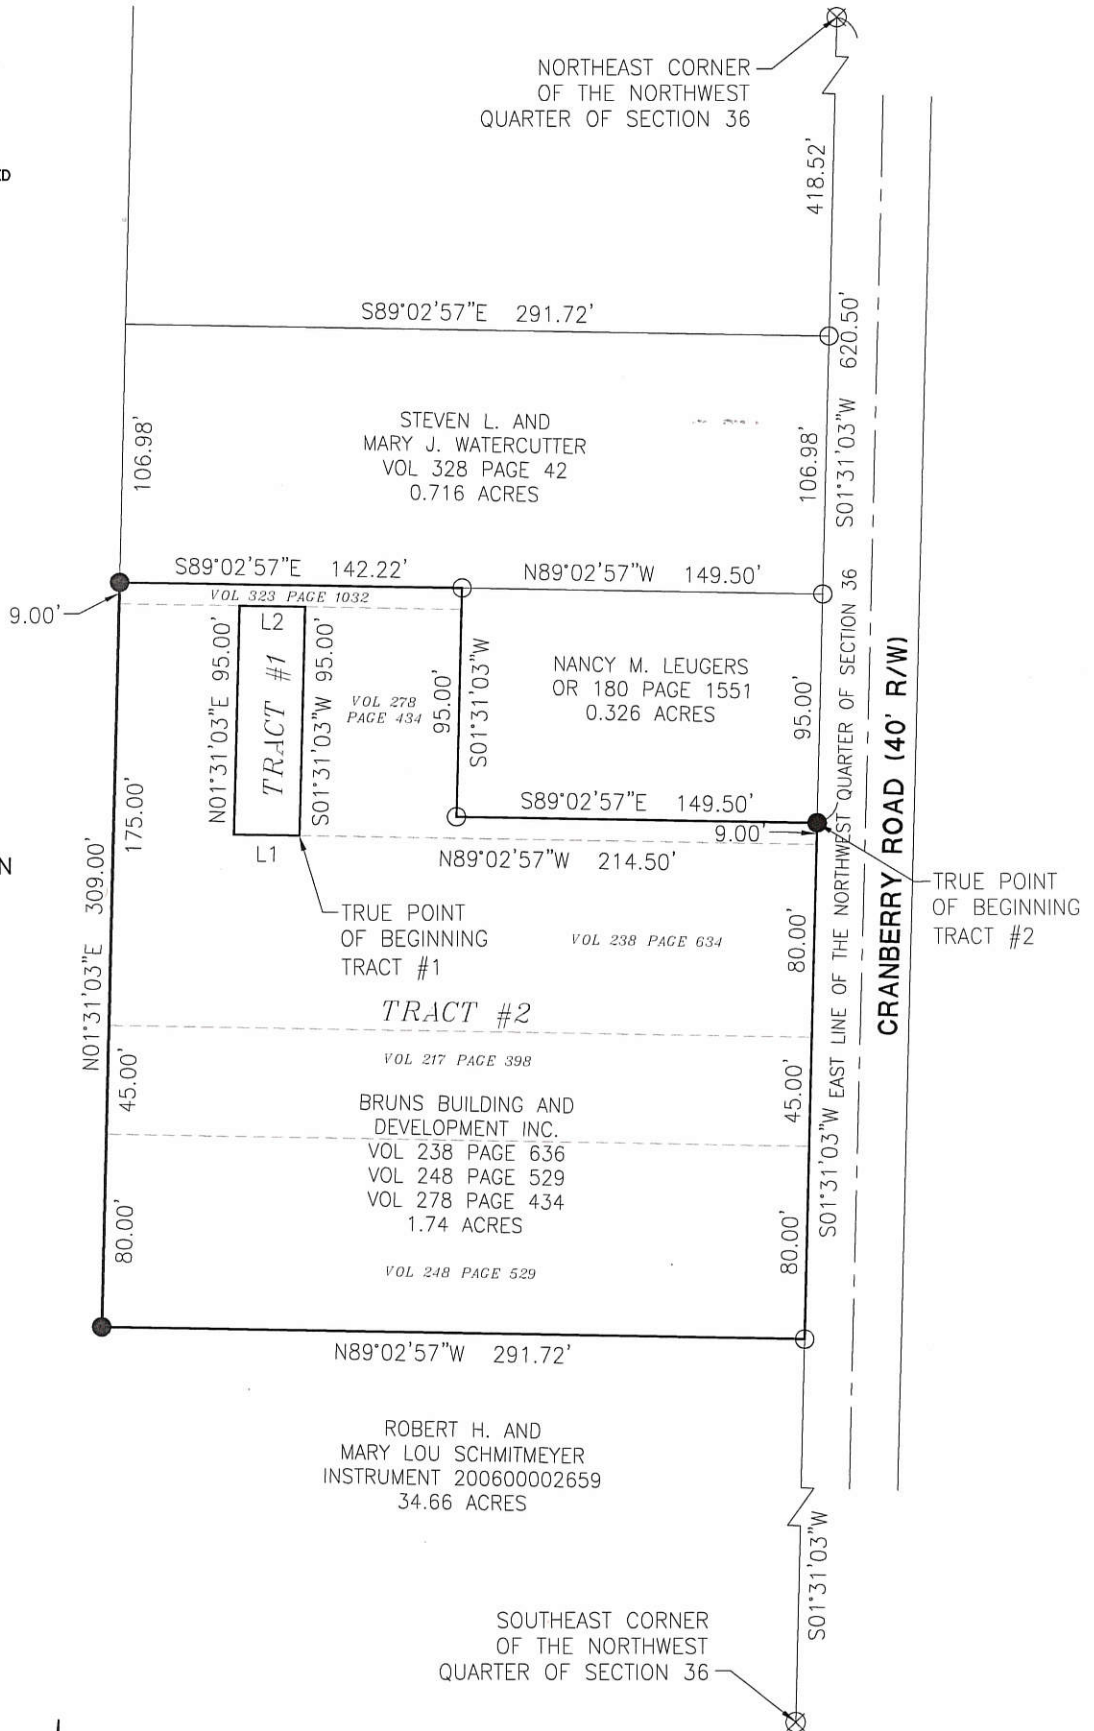 NORTHEAST CORNER
OF THE NORTHWEST
QUARTER OF SECTION 36
418.52'
S89°02'57"E 291.72'
S01°31'03"W 620.50'
STEVEN L. AND
MARY J. WATERCUTTER
VOL 328 PAGE 42
0.716 ACRES
106.98'
106.98'
S89°02'57"E 142.22'
N89°02'57"W 149.50'
9.00'
VOL 323 PAGE 1032
L2
N01°31'03"E 95.00'
TRACT #1
S01°31'03"W 95.00'
VOL 278
PAGE 434
95.00'
S01°31'03"W
NANCY M. LEUGERS
OR 180 PAGE 1551
0.326 ACRES
95.00'
S89°02'57"E 149.50'
9.00'
L1
N89°02'57"W 214.50'
175.00'
N01°31'03"E 309.00'
N
TRUE POINT
OF BEGINNING
TRACT #1
VOL 238 PAGE 634
80.00'
TRUE POINT
OF BEGINNING
TRACT #2
S01°31'03"W EAST LINE OF THE NORTHWEST QUARTER OF SECTION 36
CRANBERRY ROAD (40' R/W)
TRACT #2
VOL 217 PAGE 398
45.00'
45.00'
BRUNS BUILDING AND
DEVELOPMENT INC.
VOL 238 PAGE 636
VOL 248 PAGE 529
VOL 278 PAGE 434
1.74 ACRES
80.00'
80.00'
VOL 248 PAGE 529
N89°02'57"W 291.72'
ROBERT H. AND
MARY LOU SCHMITMEYER
INSTRUMENT 200600002659
34.66 ACRES
S01°31'03"W
SOUTHEAST CORNER
OF THE NORTHWEST
QUARTER OF SECTION 36